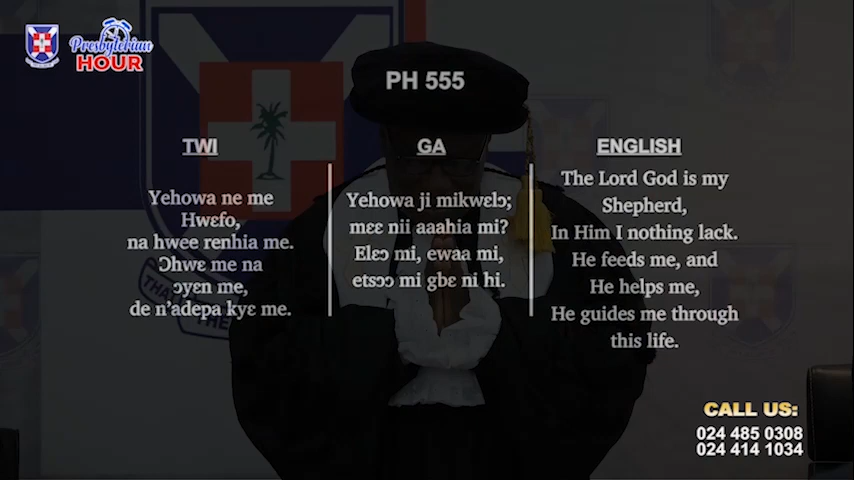 Presbyterian
HOUR
PH 555
TWI
Yehowa ne me
Hwɛfo,
na hwee renhia me.
Ɔhwɛ me na
ɔyɛn me,
de n'adepa kyɛ me.
GA
Yehowa ji mikwɛlɔ;
mɛɛ nii aaahia mi?
Elɛɔ mi, ewaa mi,
etsɔɔ mi gbɛ ni hi.
ENGLISH
The Lord God is my
Shepherd,
In Him I nothing lack.
He feeds me, and
He helps me,
He guides me through
this life.
CALL US:
024 485 0308
024 414 1034